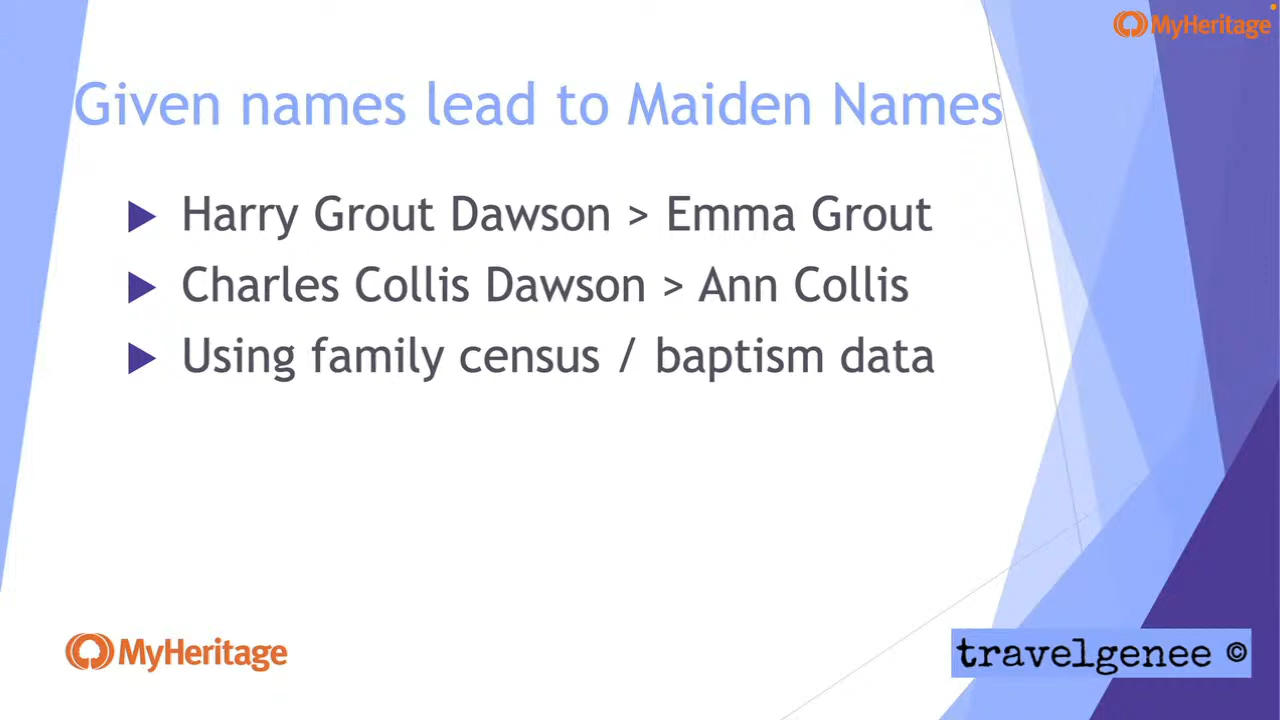 MyHeritage
Given names lead to Maiden Names
Harry Grout Dawson > Emma Grout
Charles Collis Dawson > Ann Collis
Using family census / baptism data
MyHeritage
travelgenee ©